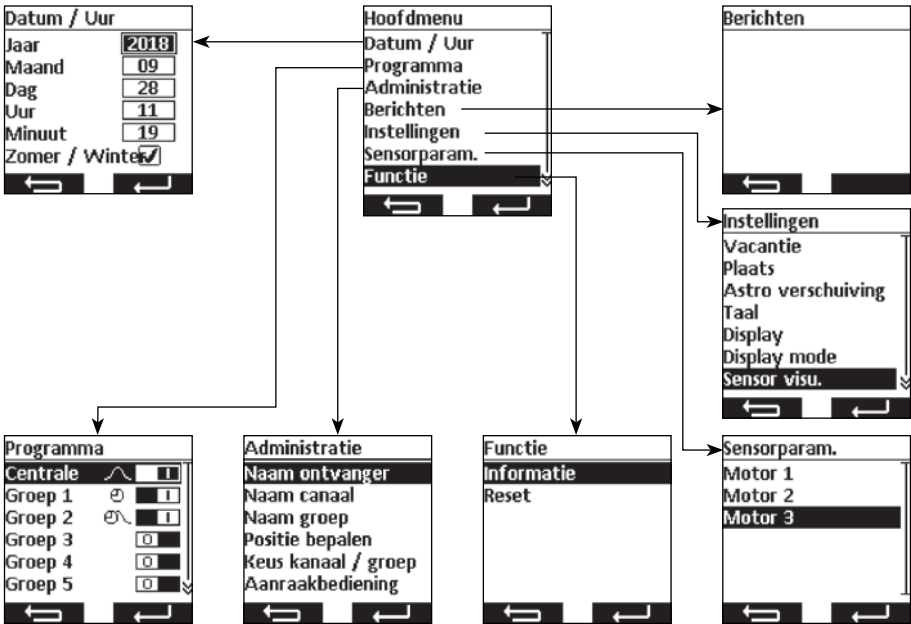 Datum / Uur
Jaar 2018
Maand 09
Dag 28
Uur 11
Minuut 19
Zomer / Winter
Hoofdmenu
Datum / Uur
Programma
Administratie
Berichten
Instellingen
Sensorparam.
Functie
Berichten
Instellingen
Vacantie
Plaats
Astro verschuiving
Taal
Display
Display mode
Sensor visu.
Programma
Centrale I
Groep 1 I
Groep 2 I
Groep 3 O
Groep 4 O
Groep 5 O
Administratie
Naam ontvanger
Naam canaal
Naam groep
Positie bepalen
Keus kanaal / groep
Aanraakbediening
Functie
Informatie
Reset
Sensorparam.
Motor 1
Motor 2
Motor 3